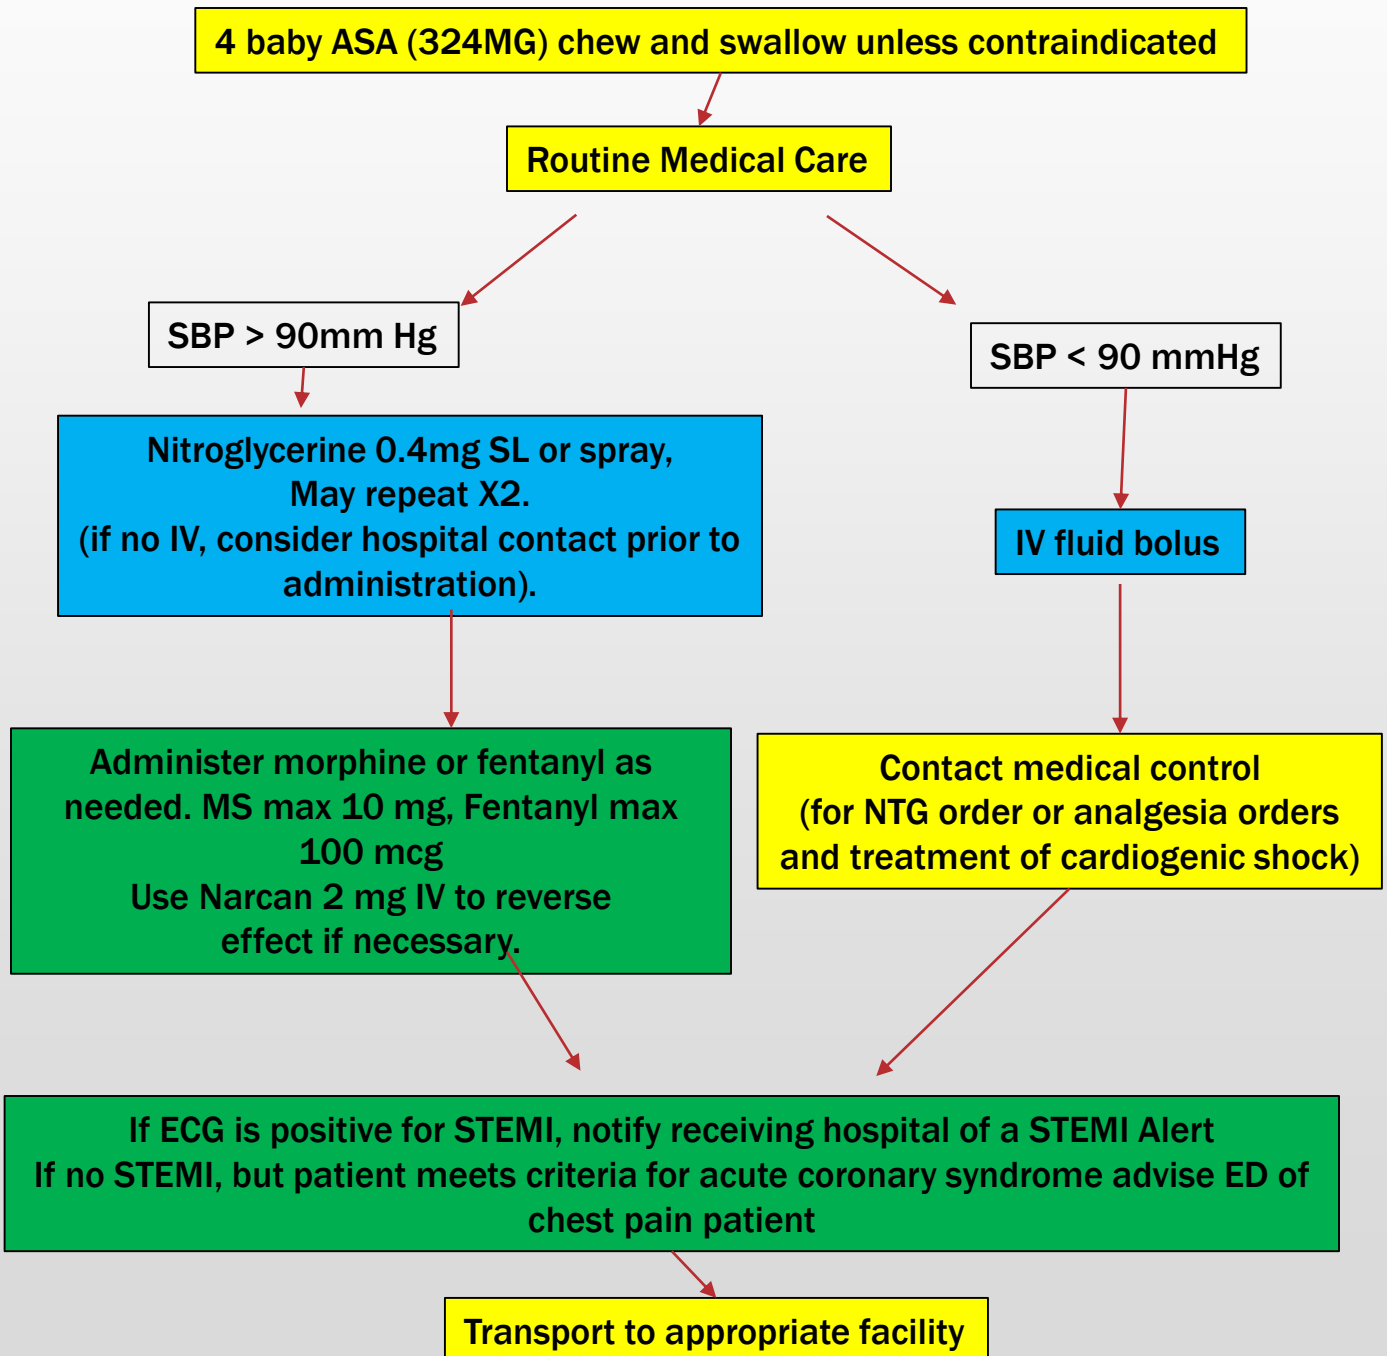 4 baby ASA (324MG) chew and swallow unless contraindicated
Routine Medical Care
SBP > 90mm Hg
SBP < 90 mmHg
Nitroglycerine 0.4mg SL or spray,
May repeat X2.
(if no IV, consider hospital contact prior to
administration).
IV fluid bolus
Administer morphine or fentanyl as
needed. MS max 10 mg, Fentanyl max
100 mcg
Use Narcan 2 mg IV to reverse
effect if necessary.
Contact medical control
(for NTG order or analgesia orders
and treatment of cardiogenic shock)
If ECG is positive for STEMI, notify receiving hospital of a STEMI Alert
If no STEMI, but patient meets criteria for acute coronary syndrome advise ED of
chest pain patient
Transport to appropriate facility